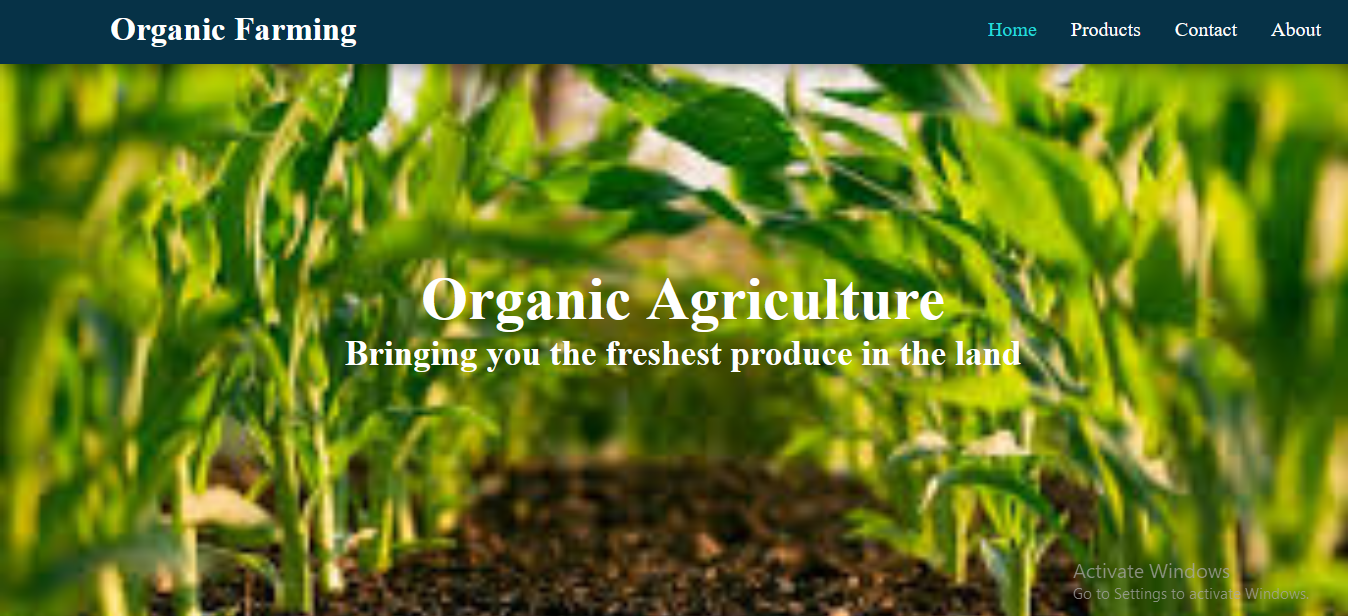 Organic Farming
Home Products Contact About
Organic Agriculture
Bringing you the freshest produce in the land
Activate Windows
Go to Settings to activate Windows.